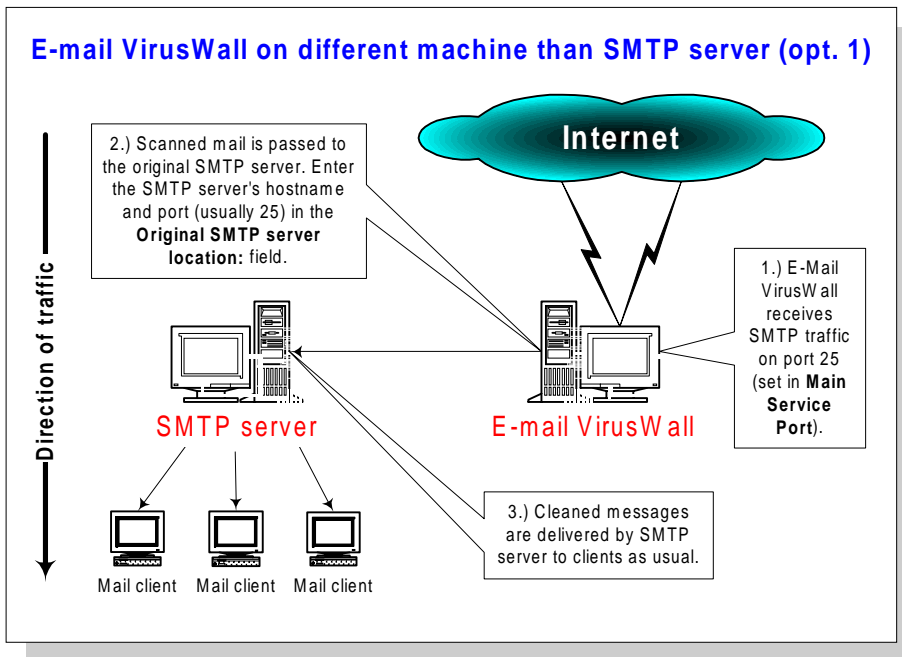 E-mail VirusWall on different machine than SMTP server (opt. 1)
Internet
2.) Scanned mail is passed to
the original SMTP server. Enter
the SMTP server's hostname
and port (usually 25) in the
Original SMTP server
location: field.
1.) E-Mail
VirusWall
receives
SMTP traffic
on port 25
(set in Main
Service
Port).
Direction of traffic
SMTP server
E-mail VirusWall
3.) Cleaned messages
are delivered by SMTP
server to clients as usual.
Mail client
Mail client
Mail client